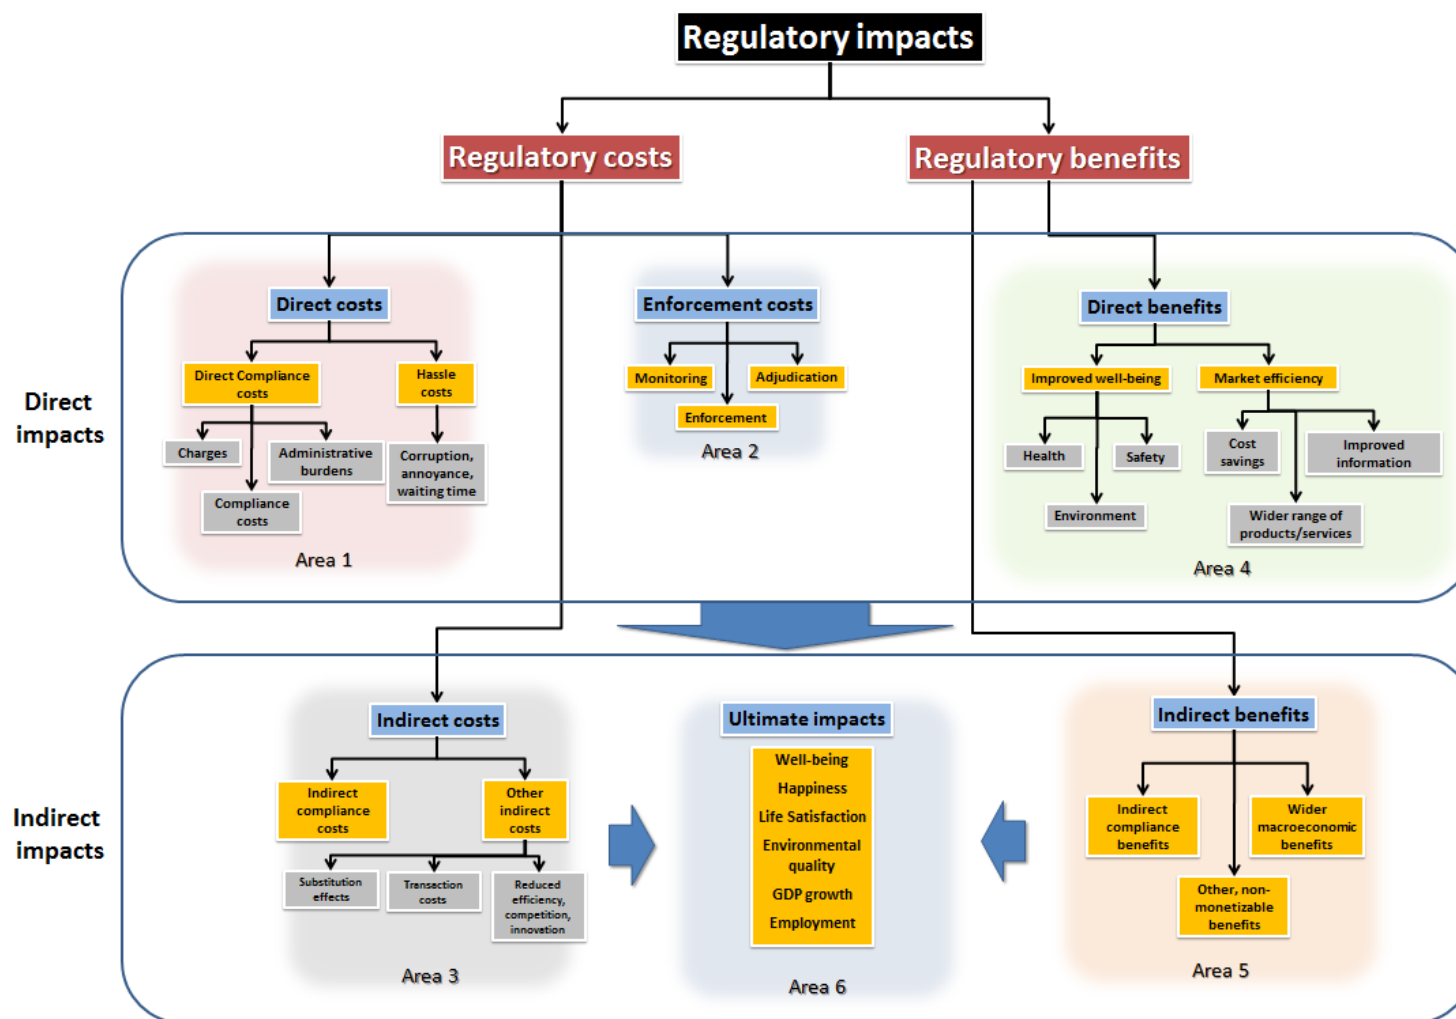 Regulatory impacts
Regulatory costs
Regulatory benefits
Direct
impacts
Direct costs
Direct Compliance
costs
Hassle
costs
Charges
Administrative
burdens
Compliance
costs
Corruption,
annoyance,
waiting time
Area 1
Enforcement costs
Monitoring
Adjudication
Enforcement
Area 2
Direct benefits
Improved well-being
Market efficiency
Health
Safety
Environment
Cost
savings
Improved
information
Wider range of
products/services
Area 4
Indirect
impacts
Indirect costs
Indirect
compliance
costs
Other
indirect
costs
Substitution
effects
Transaction
costs
Reduced
efficiency,
competition,
innovation
Area 3
Ultimate impacts
Well-being
Happiness
Life Satisfaction
Environmental
quality
GDP growth
Employment
Area 6
Indirect benefits
Indirect
compliance
benefits
Wider
macroeconomic
benefits
Other, non-
monetizable
benefits
Area 5